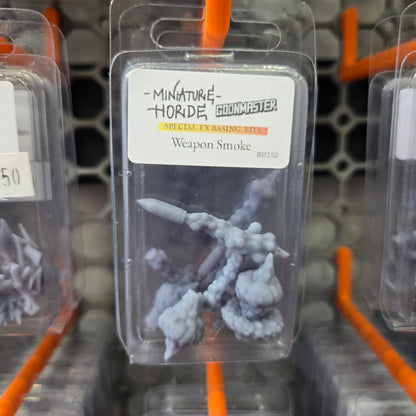 -MINIATURE-
HORDE GOONMASTER
SPECIAL FX BASING BITS
Weapon Smoke
BB152
50